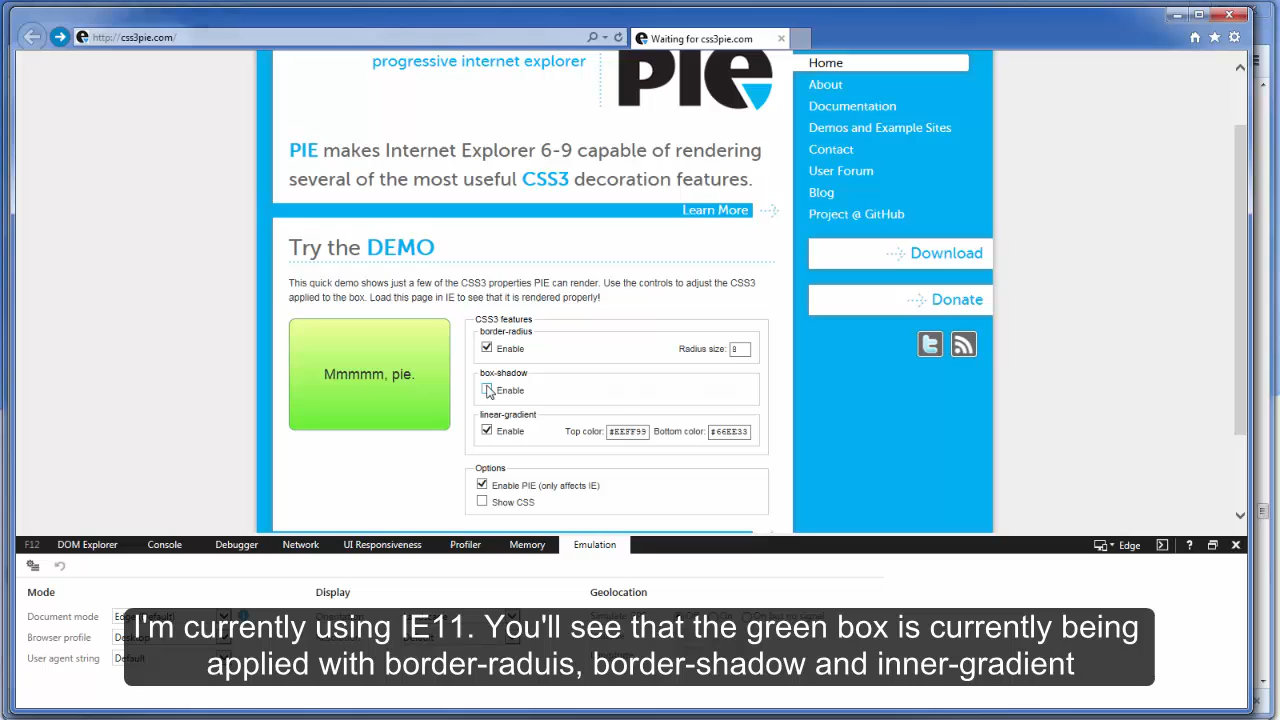 http://css3pie.com/
Waiting for css3pie.com
progressive internet explorer
PIE
Home
About
Documentation
Demos and Example Sites
Contact
User Forum
Blog
Project @ GitHub
Download
Donate
PIE makes Internet Explorer 6-9 capable of rendering
several of the most useful CSS3 decoration features.
Learn More
Try the DEMO
This quick demo shows just a few of the CSS3 properties PIE can render. Use the controls to adjust the CSS3
applied to the box. Load this page in IE to see that it is rendered properly!
Mmmmm, pie.
CSS3 features
border-radius
Enable
Radius size: 8
box-shadow
Enable
linear-gradient
Enable
Top color: #EEFF99 Bottom color: #66EE33
Options
Enable PIE (only affects IE)
Show CSS
F12 DOM Explorer Console Debugger Network UI Responsiveness Profiler Memory Emulation Edge
Mode
Document mode
Browser profile
User agent string Default
Display
Geolocation
I'm currently using IE11. You'll see that the green box is currently being
applied with border-raduis, border-shadow and inner-gradient